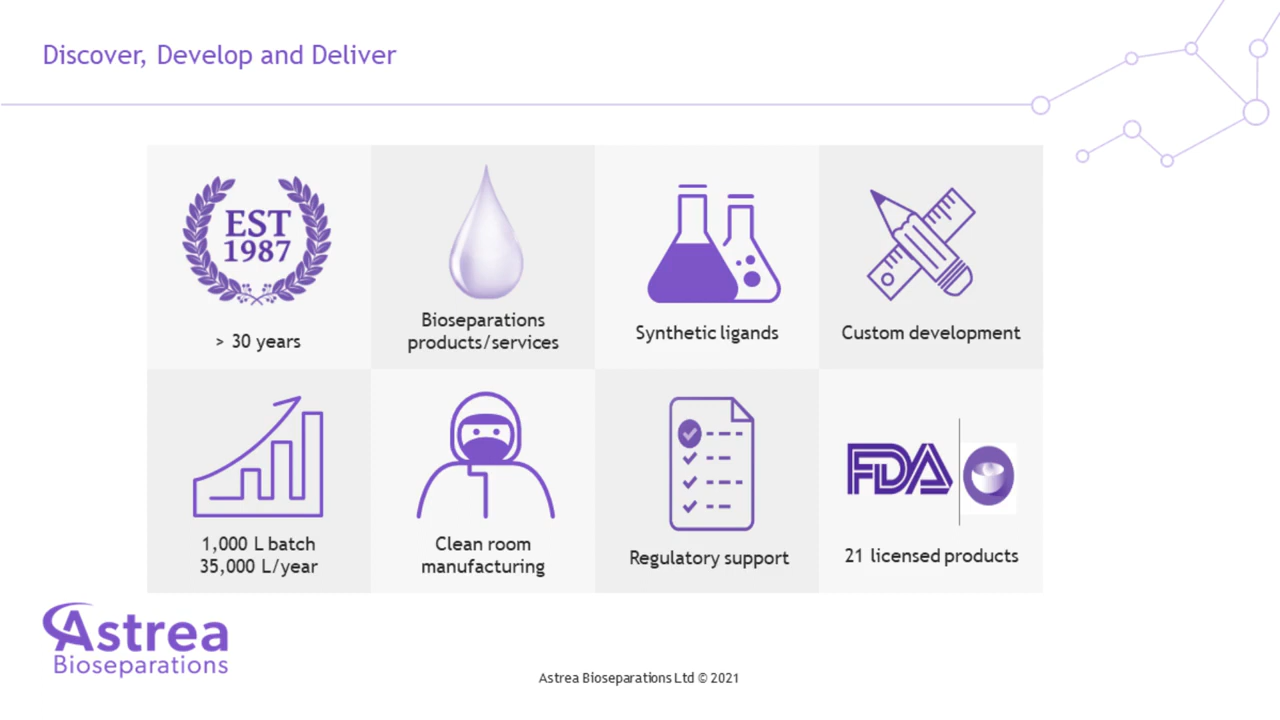 Discover, Develop and Deliver
EST
1987
> 30 years
Bioseparations
products/services
Synthetic ligands
Custom development
1,000 L batch
35,000 L/year
Clean room
manufacturing
Regulatory support
FDA
21 licensed products
Astrea
Bioseparations
Astrea Bioseparations Ltd © 2021